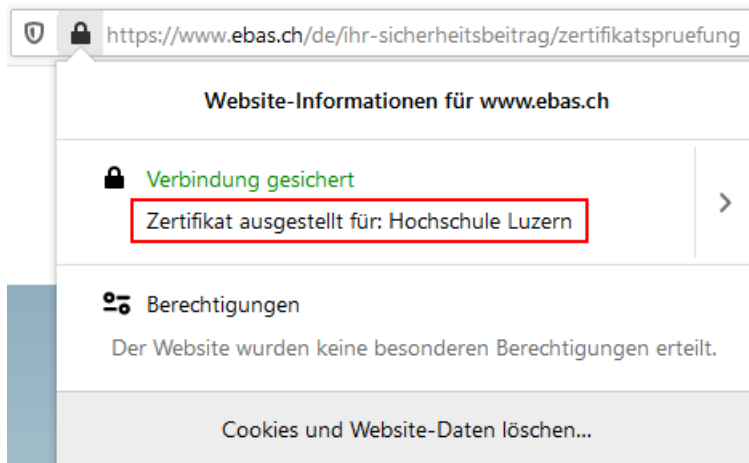 https://www.ebas.ch/de/ihr-sicherheitsbeitrag/zertifikatspruefung
Website-Informationen für www.ebas.ch
Verbindung gesichert
Zertifikat ausgestellt für: Hochschule Luzern
Berechtigungen
Der Website wurden keine besonderen Berechtigungen erteilt.
Cookies und Website-Daten löschen...